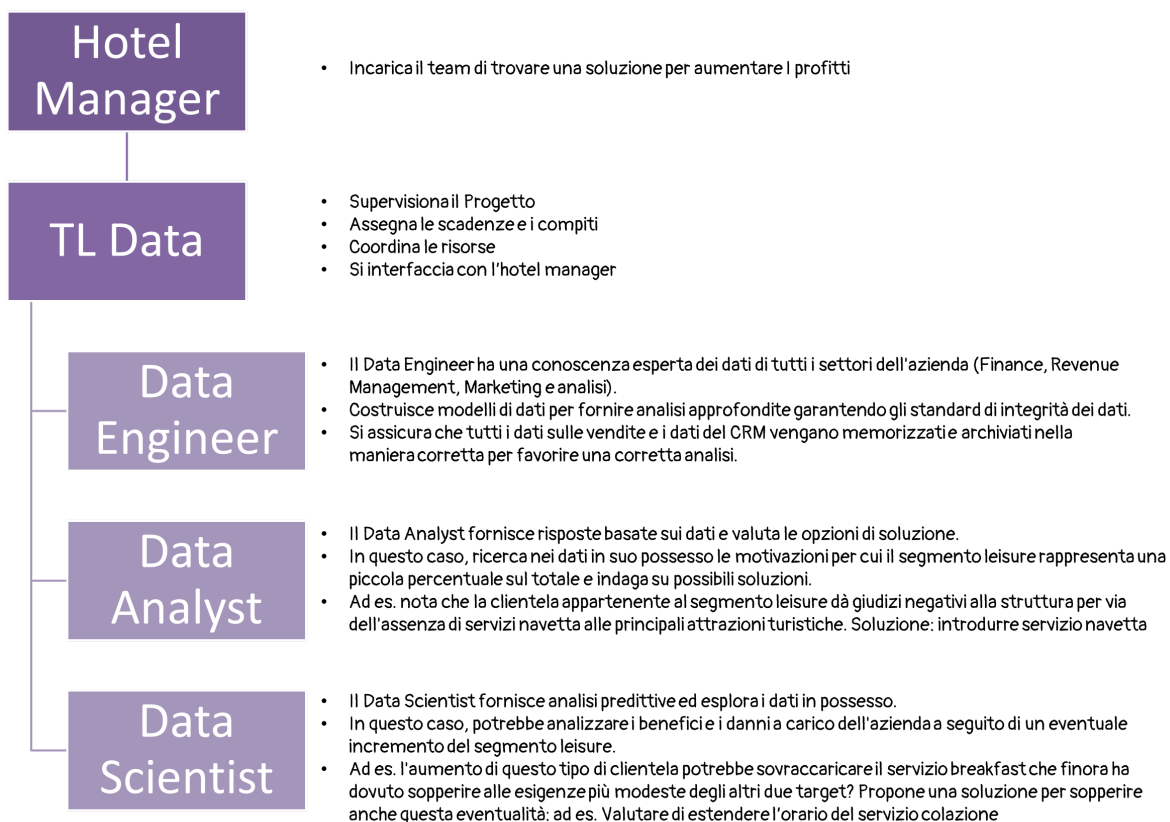 Hotel
Manager
• Incarica il team di trovare una soluzione per aumentare I profitti
TL Data
• Supervisiona il Progetto
• Assegna le scadenze e i compiti
• Coordina le risorse
• Si interfaccia con l'hotel manager
Data
Engineer
• Il Data Engineer ha una conoscenza esperta dei dati di tutti i settori dell'azienda (Finance, Revenue
Management, Marketing e analisi).
• Costruisce modelli di dati per fornire analisi approfondite garantendo gli standard di integrità dei dati.
• Si assicura che tutti i dati sulle vendite e i dati del CRM vengano memorizzati e archiviati nella
maniera corretta per favorire una corretta analisi.
Data
Analyst
• Il Data Analyst fornisce risposte basate sui dati e valuta le opzioni di soluzione.
• In questo caso, ricerca nei dati in suo possesso le motivazioni per cui il segmento leisure rappresenta una
piccola percentuale sul totale e indaga su possibili soluzioni.
• Ad es. nota che la clientela appartenente al segmento leisure dà giudizi negativi alla struttura per via
dell'assenza di servizi navetta alle principali attrazioni turistiche. Soluzione: introdurre servizio navetta
Data
Scientist
• Il Data Scientist fornisce analisi predittive ed esplora i dati in possesso.
• In questo caso, potrebbe analizzare i benefici e i danni a carico dell'azienda a seguito di un eventuale
incremento del segmento leisure.
• Ad es. l'aumento di questo tipo di clientela potrebbe sovraccaricare il servizio breakfast che finora ha
dovuto sopperire alle esigenze più modeste degli altri due target? Propone una soluzione per sopperire
anche questa eventualità: ad es. Valutare di estendere l'orario del servizio colazione